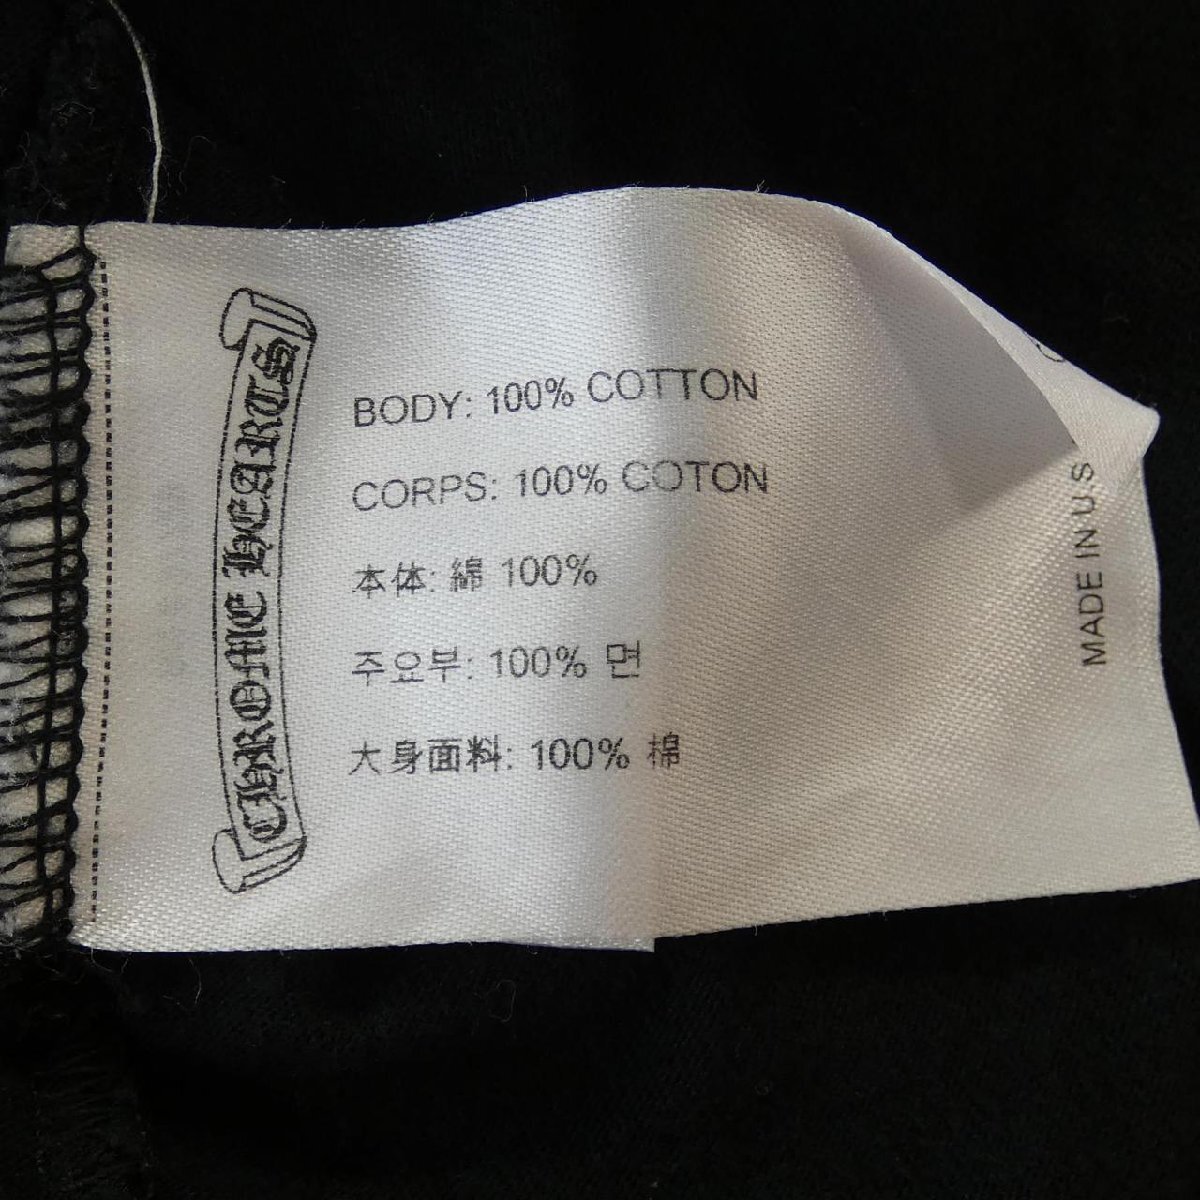 CHROME HEARTS
BODY: 100% COTTON
CORPS: 100% COTON
本体: 綿 100%
주요부: 100% 면
大身面料: 100% 棉
MADE IN U.S